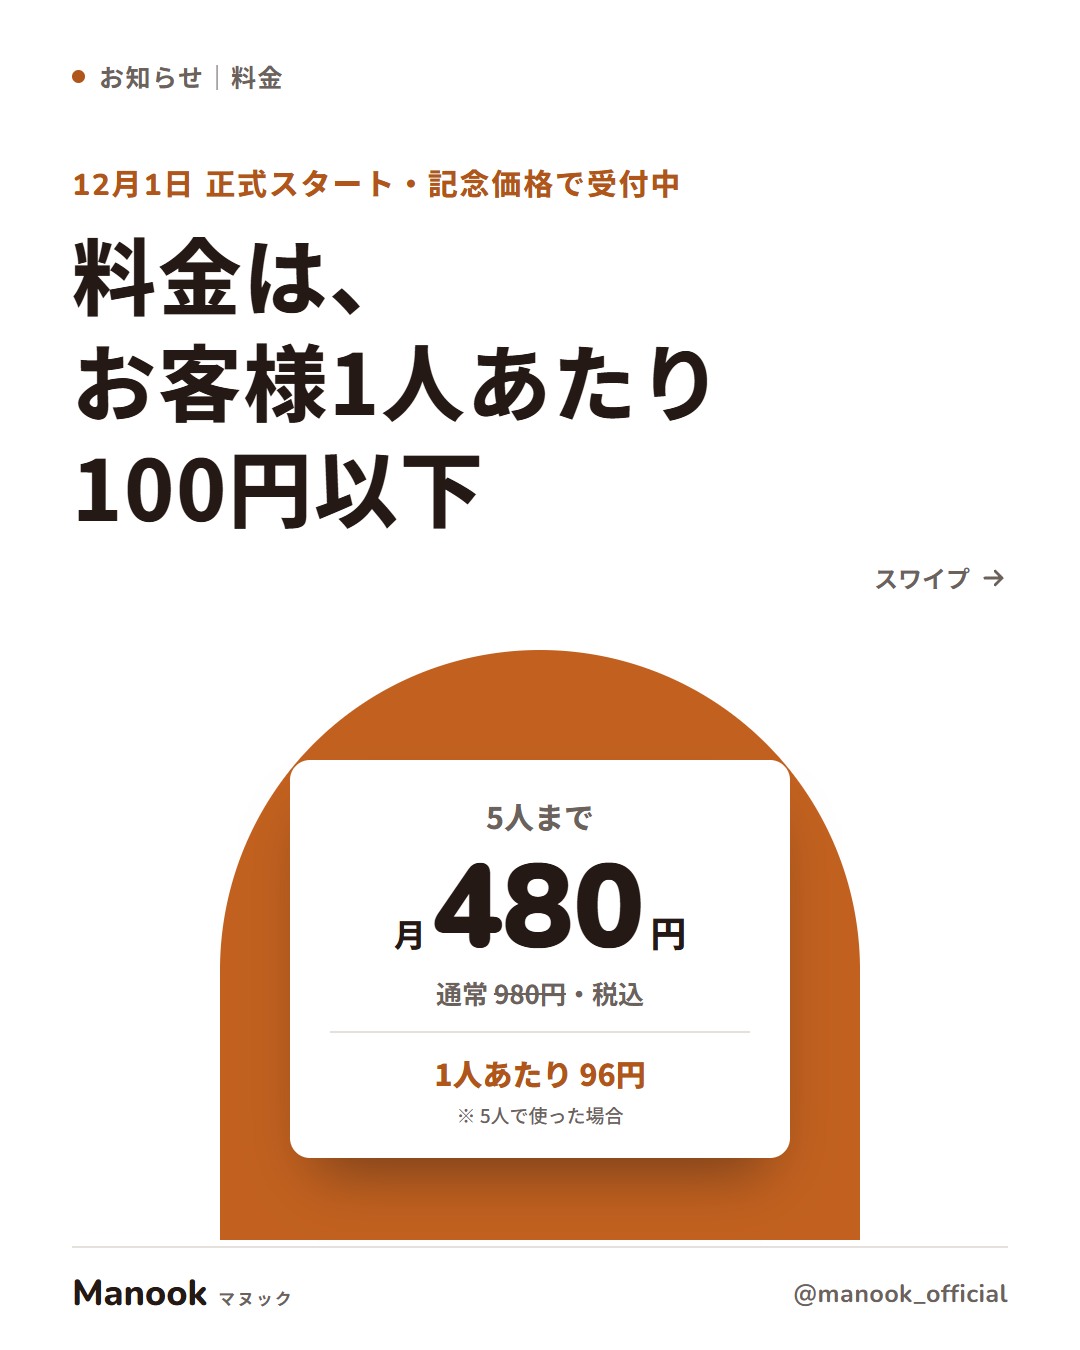 お知らせ｜料金
12月1日 正式スタート・記念価格で受付中
料金は、
お客様1人あたり
100円以下
スワイプ →
5人まで
月480円
通常 980円・税込
1人あたり 96円
※ 5人で使った場合
Manook マヌック
@manook_official